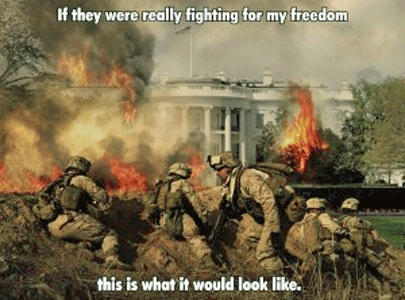 If they were really fighting for my freedom
this is what it would look like.